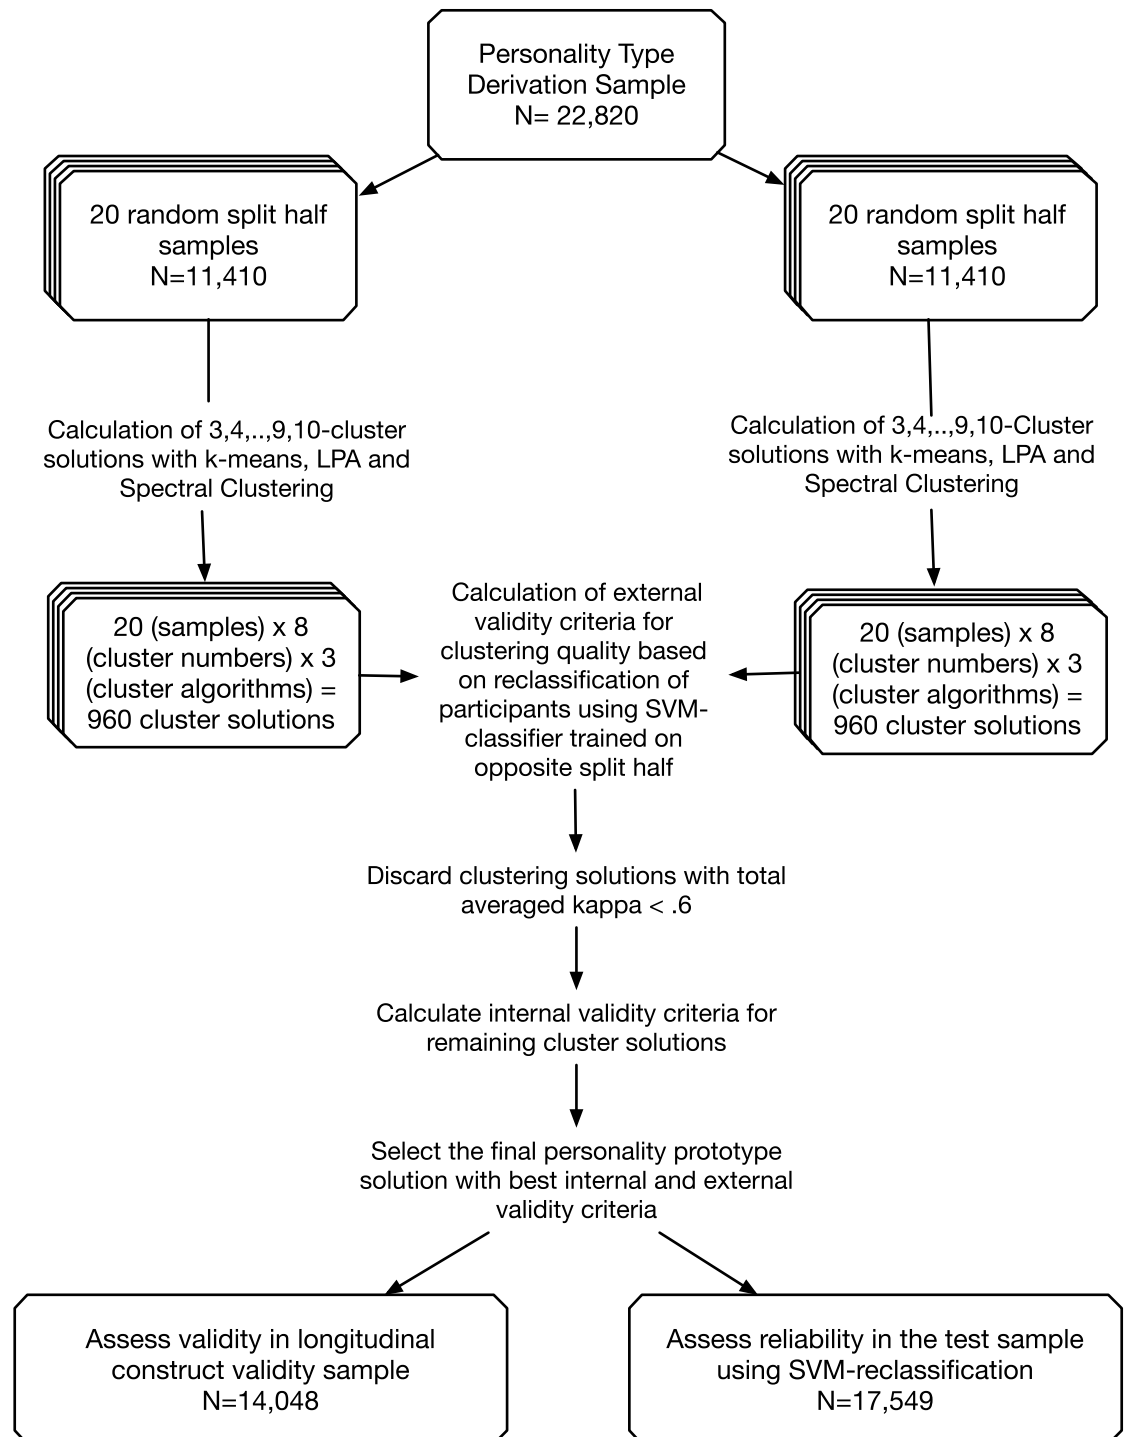 Personality Type
Derivation Sample
N= 22,820
20 random split half
samples
N=11,410
20 random split half
samples
N=11,410
Calculation of 3,4,..,9,10-cluster
solutions with k-means, LPA and
Spectral Clustering
Calculation of 3,4,..,9,10-Cluster
solutions with k-means, LPA and
Spectral Clustering
20 (samples) x 8
(cluster numbers) x 3
(cluster algorithms) =
960 cluster solutions
Calculation of external
validity criteria for
clustering quality based
on reclassification of
participants using SVM-
classifier trained on
opposite split half
20 (samples) x 8
(cluster numbers) x 3
(cluster algorithms) =
960 cluster solutions
Discard clustering solutions with total
averaged kappa < .6
Calculate internal validity criteria for
remaining cluster solutions
Select the final personality prototype
solution with best internal and external
validity criteria
Assess validity in longitudinal
construct validity sample
N=14,048
Assess reliability in the test sample
using SVM-reclassification
N=17,549